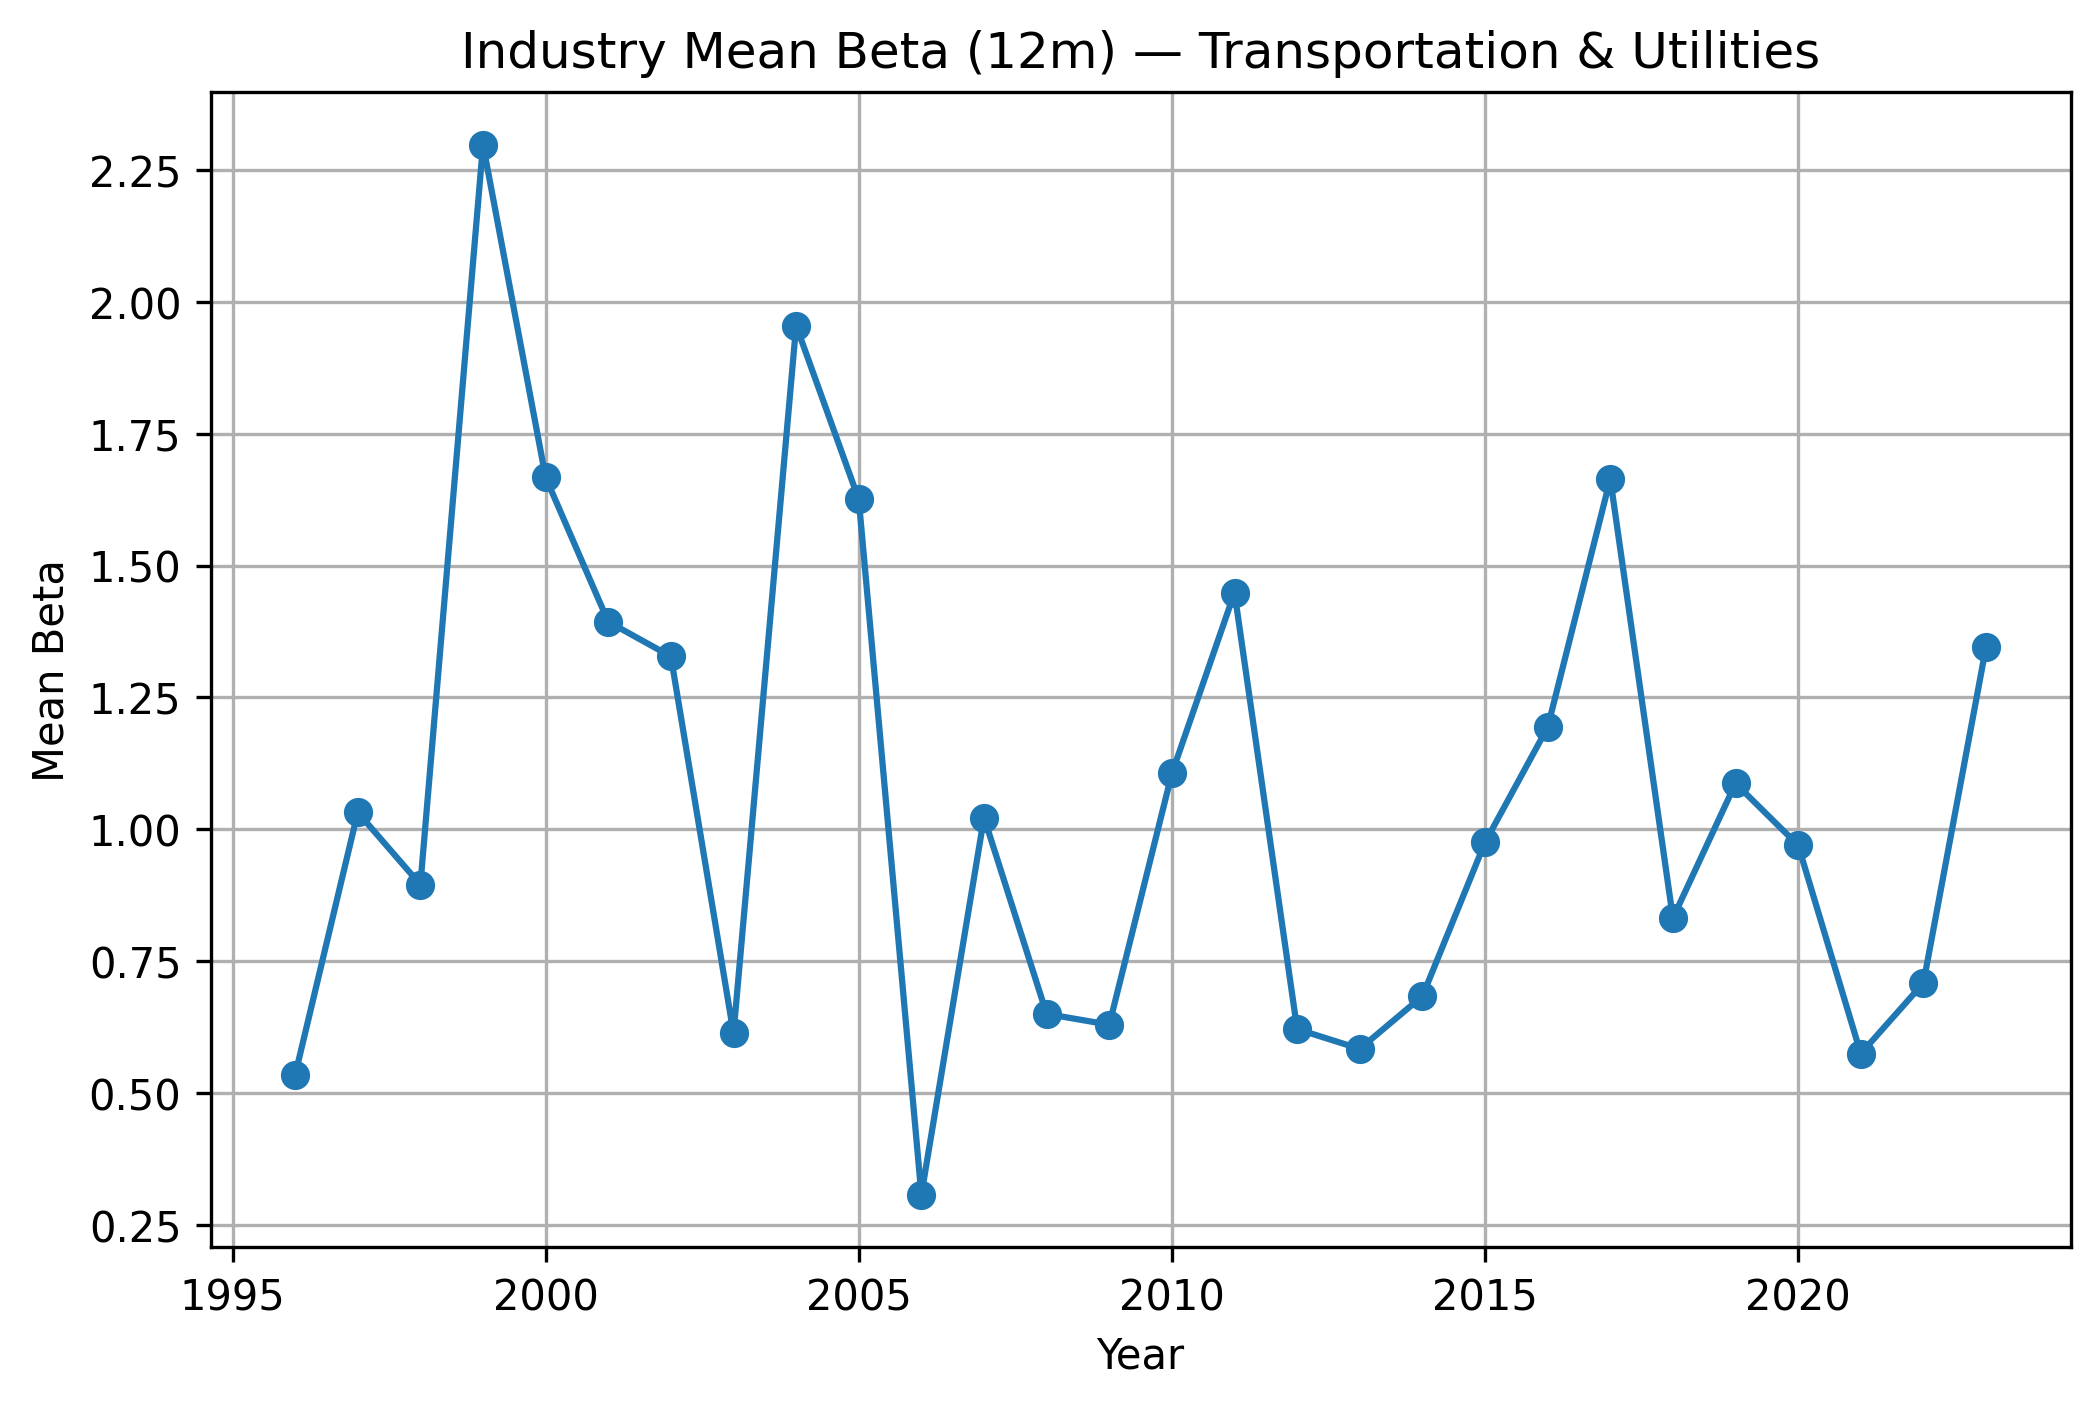 Industry Mean Beta (12m) — Transportation & Utilities
2.25
2.00
1.75
1.50
1.25
1.00
0.75
0.50
0.25
Mean Beta
1995 2000 2005 2010 2015 2020
Year